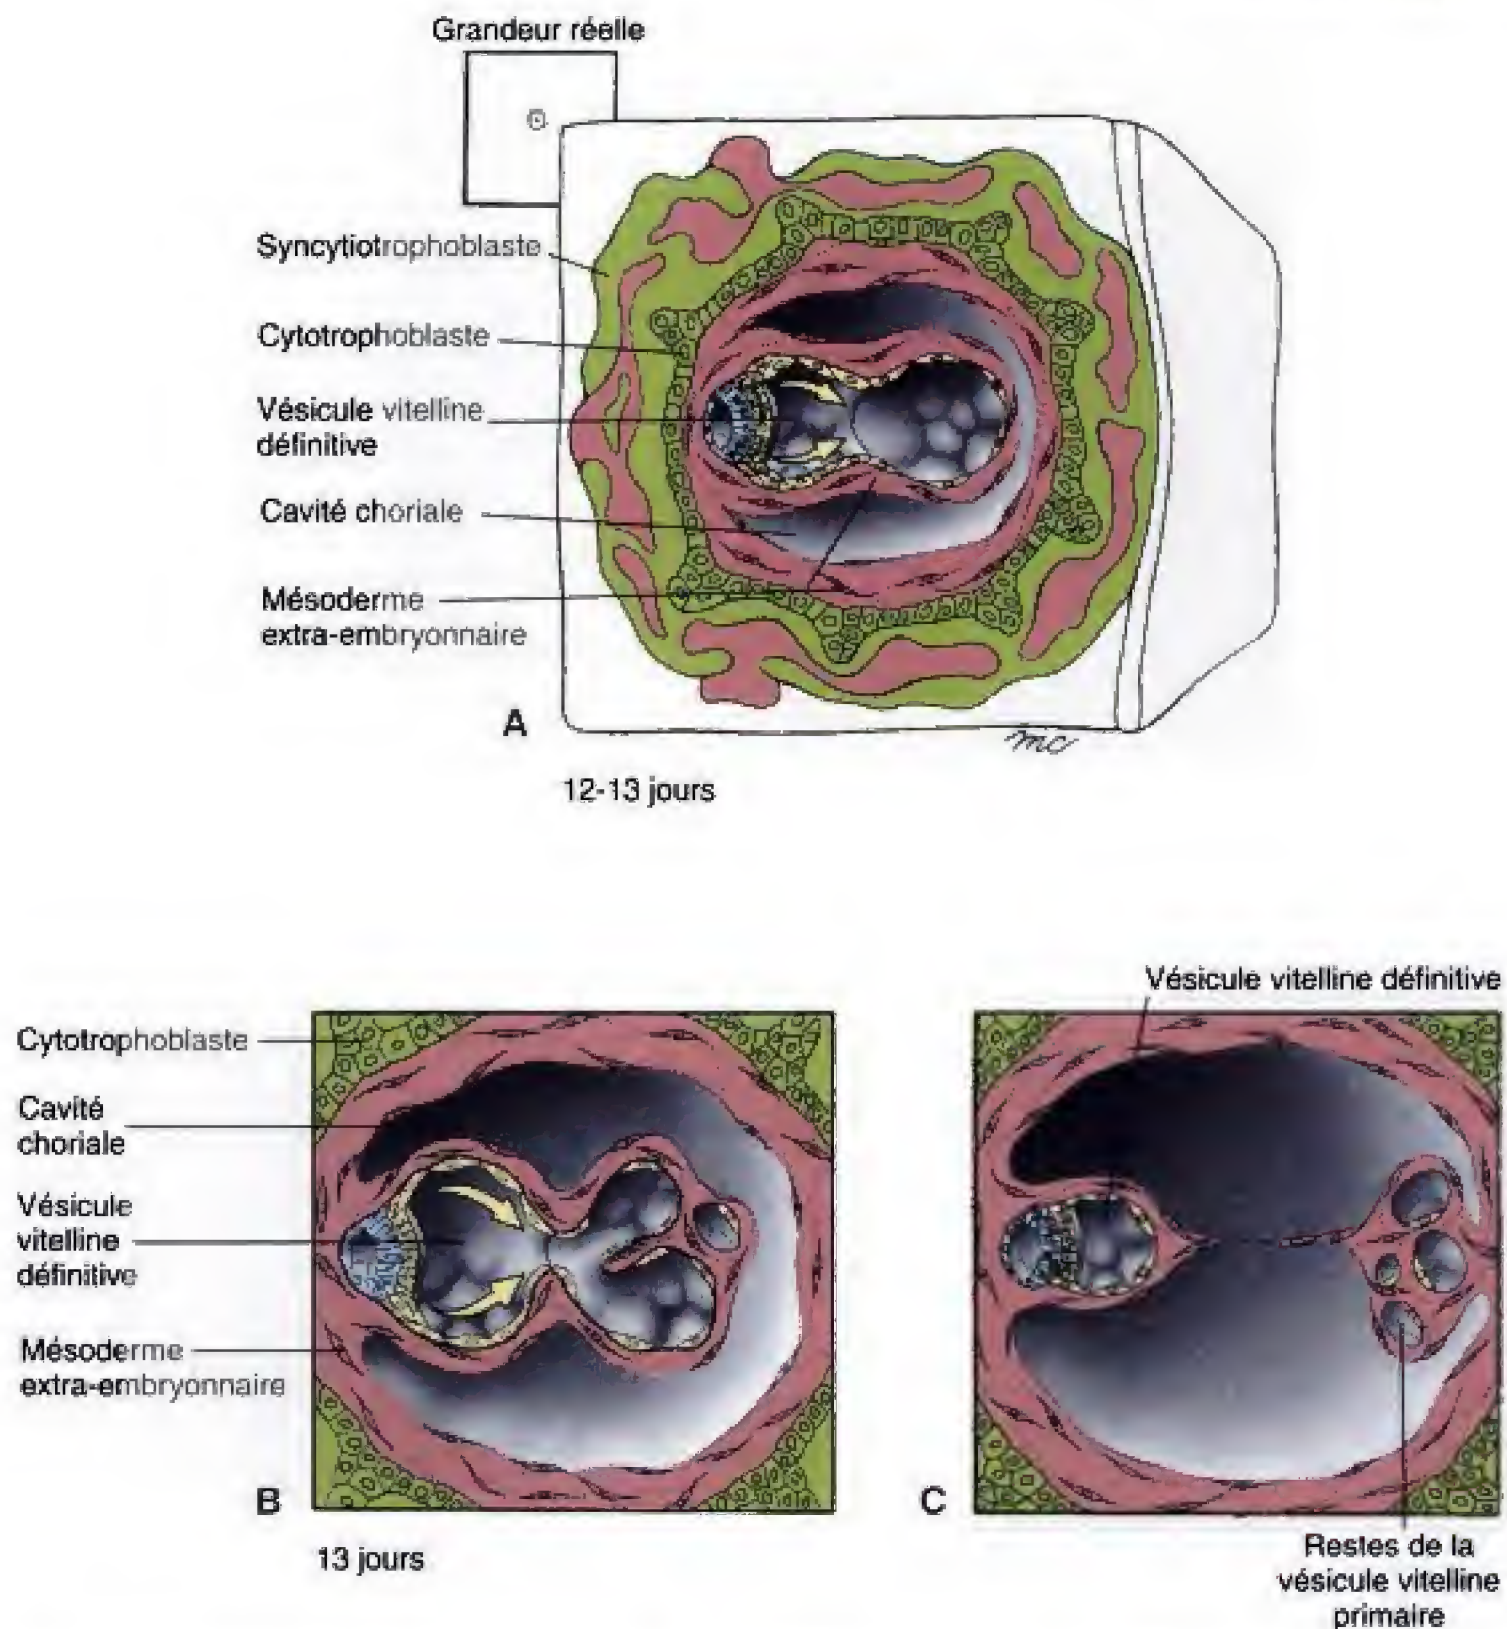 Grandeur réelle
Syncytiotrophoblaste
Cytotrophoblaste
Vésicule vitelline
définitive
Cavité choriale
Mésoderme
extra-embryonnaire
A
mc
12-13 jours
Vésicule vitelline définitive
Cytotrophoblaste
Cavité
choriale
Vésicule
vitelline
définitive
Mésoderme
extra-embryonnaire
B
C
13 jours
Restes de la
vésicule vitelline
primaire